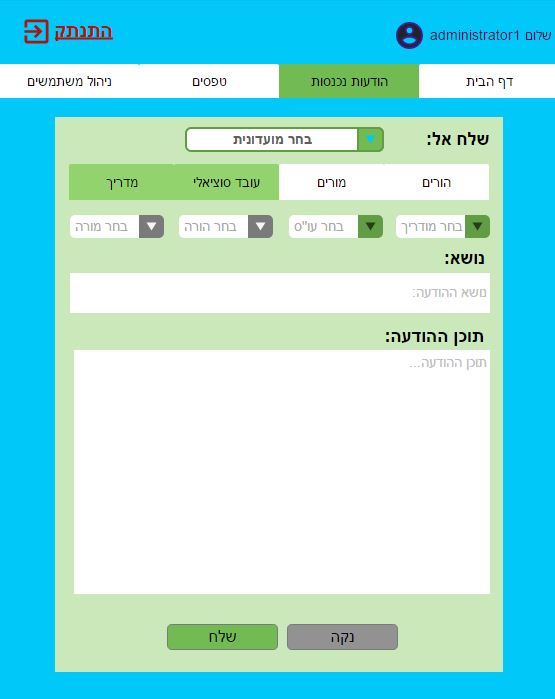 שלום administrator1
התנתק
דף הבית
הודעות נכנסות
טפסים
ניהול משתמשים
שלח אל:
בחר מועדונית
הורים
מורים
עובד סוציאלי
מדריך
בחר מודריך
בחר עו"ס
בחר הורה
בחר מורה
נושא:
נושא ההודעה:
תוכן ההודעה:
תוכן ההודעה...
נקה
שלח